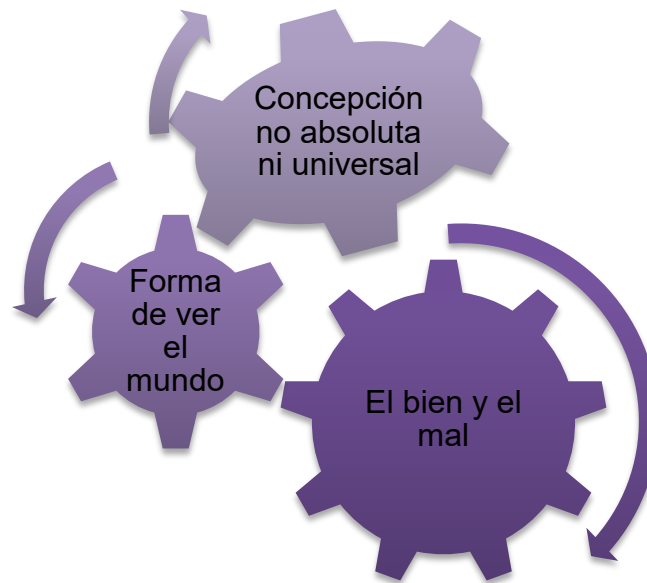 Concepción
no absoluta
ni universal
Forma
de ver
el
mundo
El bien y el
mal